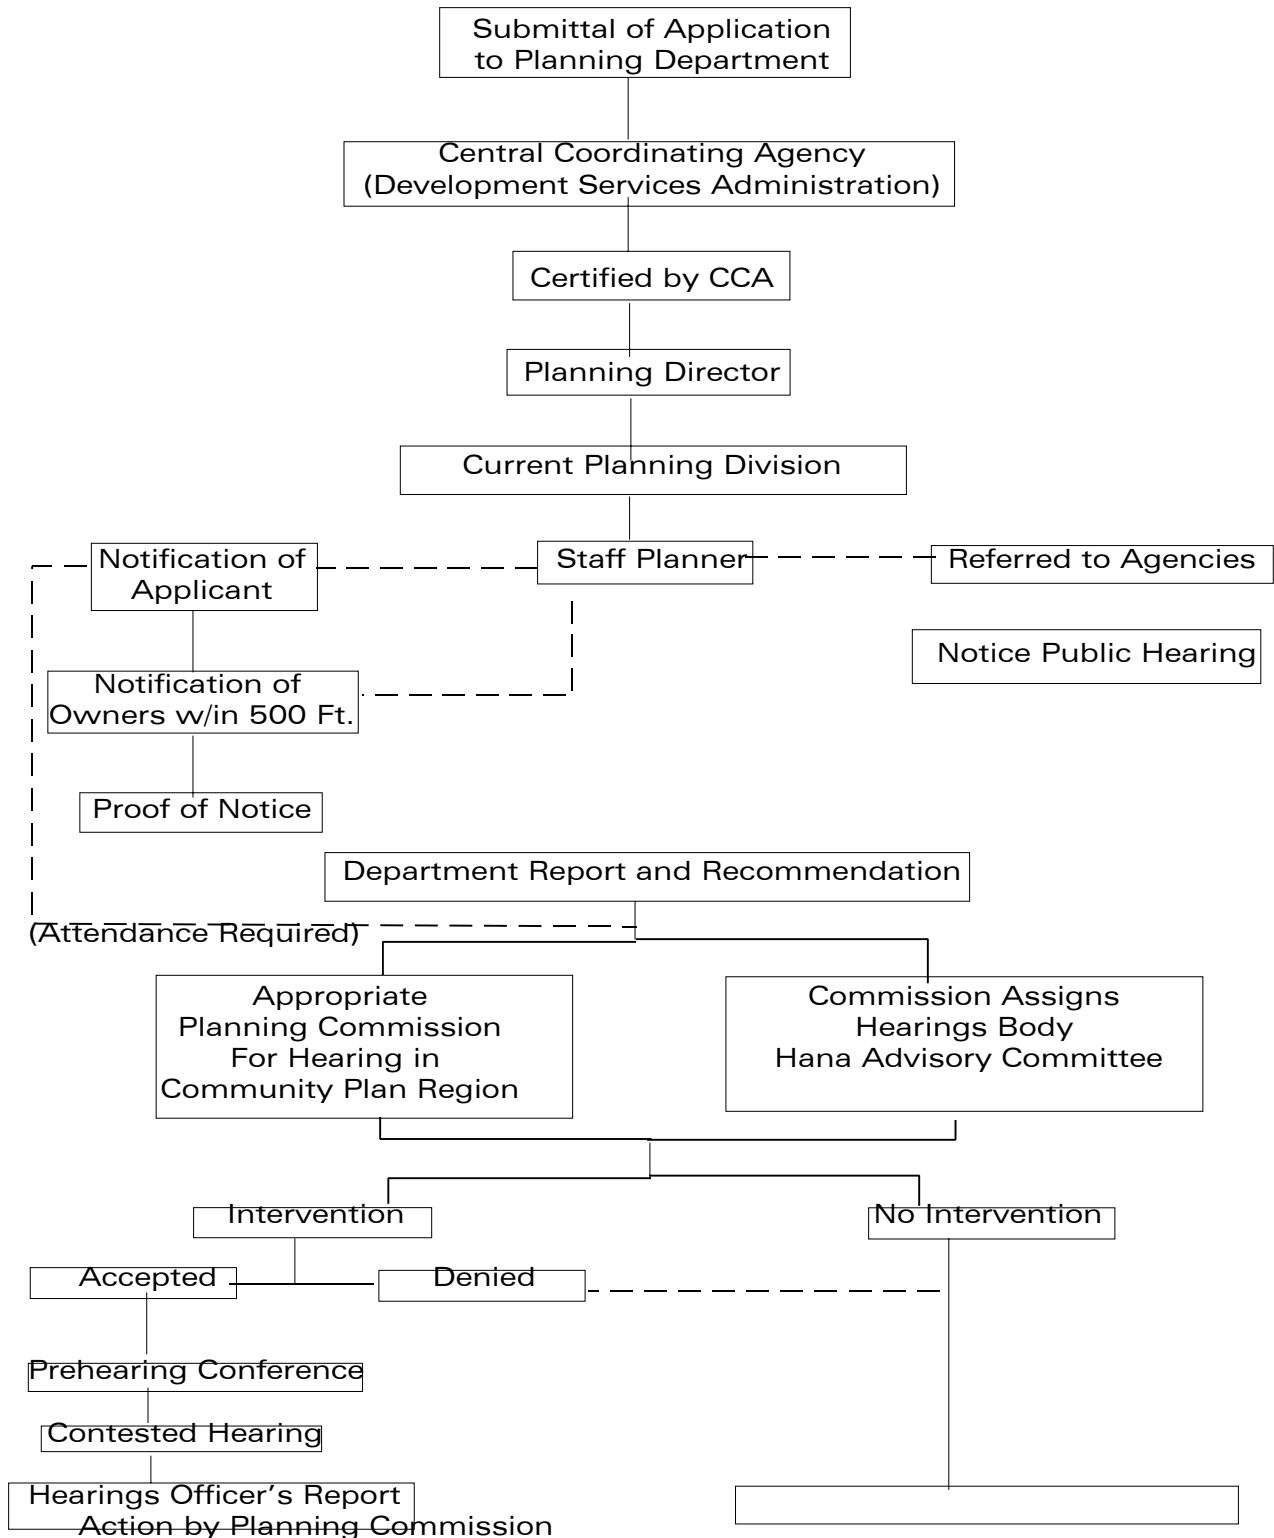 Submittal of Application
to Planning Department
Central Coordinating Agency
(Development Services Administration)
Certified by CCA
Planning Director
Current Planning Division
Notification of
Applicant
Staff Planner
Referred to Agencies
Notice Public Hearing
Notification of
Owners w/in 500 Ft.
Proof of Notice
Department Report and Recommendation
(Attendance Required)
Appropriate
Planning Commission
For Hearing in
Community Plan Region
Commission Assigns
Hearings Body
Hana Advisory Committee
Intervention
No Intervention
Accepted
Denied
Prehearing Conference
Contested Hearing
Hearings Officer's Report
Action by Planning Commission